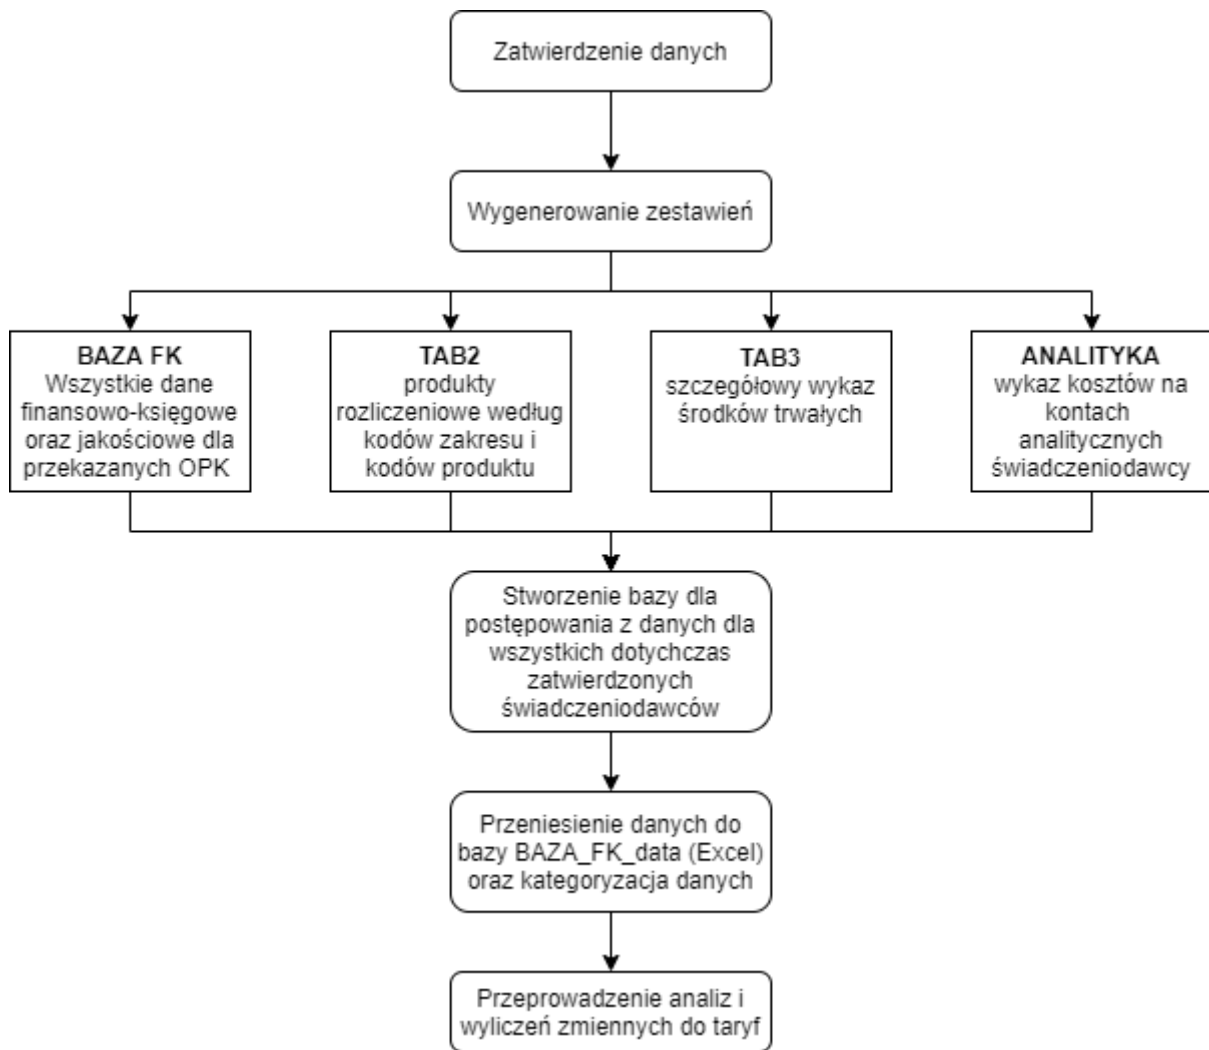 Zatwierdzenie danych
Wygenerowanie zestawień
BAZA FK
Wszystkie dane
finansowo-księgowe
oraz jakościowe dla
przekazanych OPK
TAB2
produkty
rozliczeniowe według
kodów zakresu i
kodów produktu
TAB3
szczegółowy wykaz
środków trwałych
ANALITYKA
wykaz kosztów na
kontach
analitycznych
świadczeniodawcy
Stworzenie bazy dla
postępowania z danych dla
wszystkich dotychczas
zatwierdzonych
świadczeniodawców
Przeniesienie danych do
bazy BAZA_FK_data (Excel)
oraz kategoryzacja danych
Przeprowadzenie analiz i
wyliczeń zmiennych do taryf